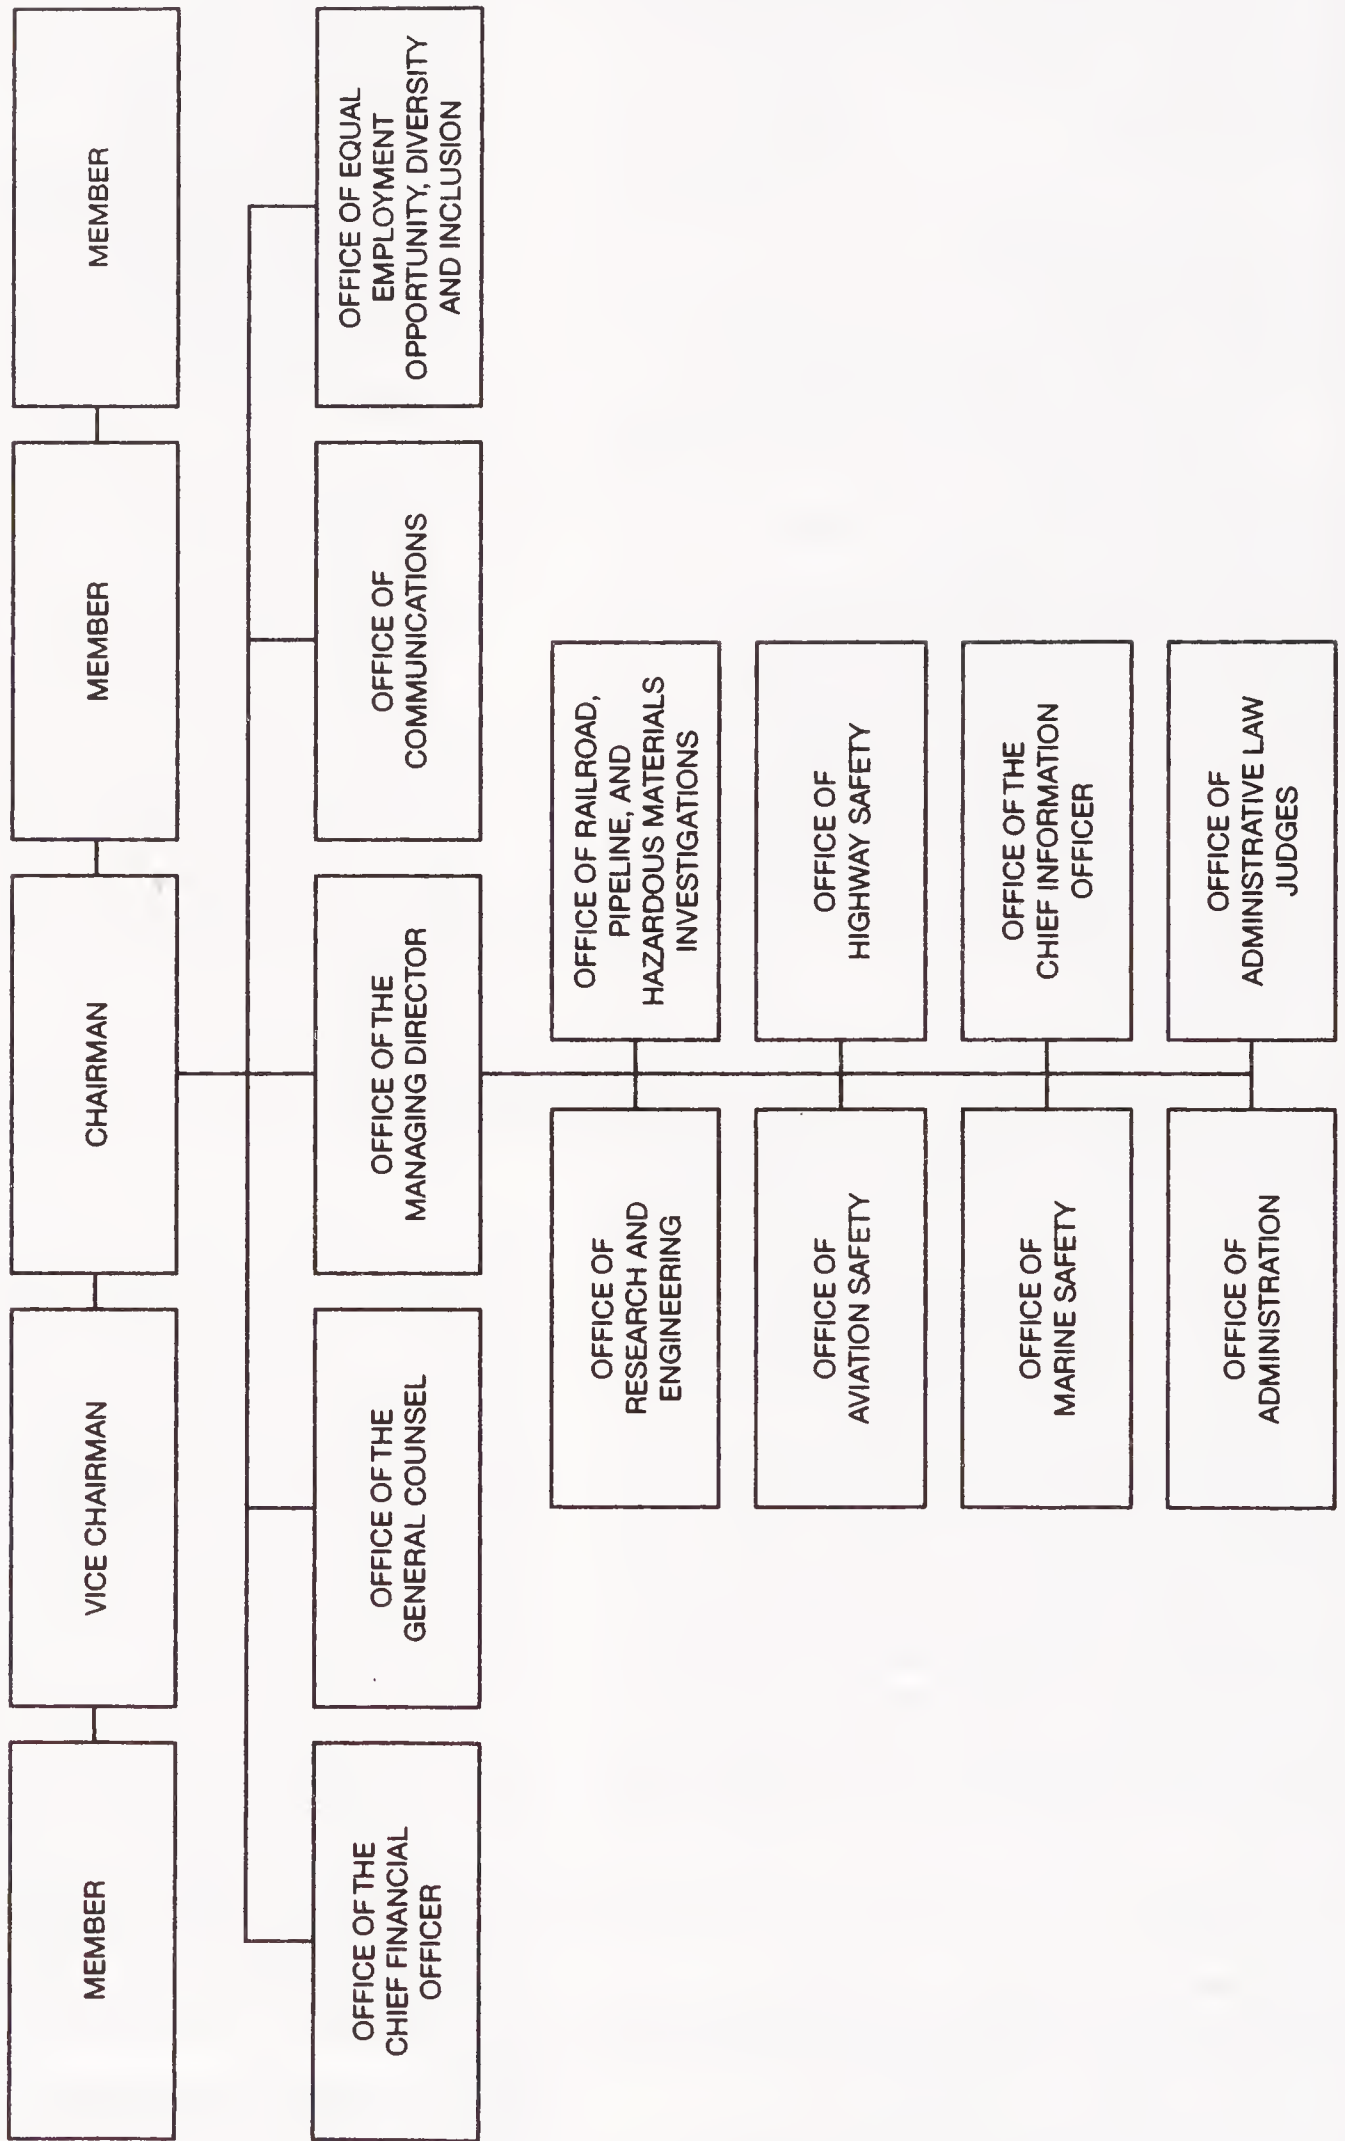 MEMBER
VICE CHAIRMAN
CHAIRMAN
MEMBER
MEMBER
OFFICE OF THE
CHIEF FINANCIAL
OFFICER
OFFICE OF THE
GENERAL COUNSEL
OFFICE OF THE
MANAGING DIRECTOR
OFFICE OF
COMMUNICATIONS
OFFICE OF EQUAL
EMPLOYMENT
OPPORTUNITY, DIVERSITY
AND INCLUSION
OFFICE OF
RESEARCH AND
ENGINEERING
OFFICE OF RAILROAD,
PIPELINE, AND
HAZARDOUS MATERIALS
INVESTIGATIONS
OFFICE OF
AVIATION SAFETY
OFFICE OF
HIGHWAY SAFETY
OFFICE OF
MARINE SAFETY
OFFICE OF THE
CHIEF INFORMATION
OFFICER
OFFICE OF
ADMINISTRATION
OFFICE OF
ADMINISTRATIVE LAW
JUDGES